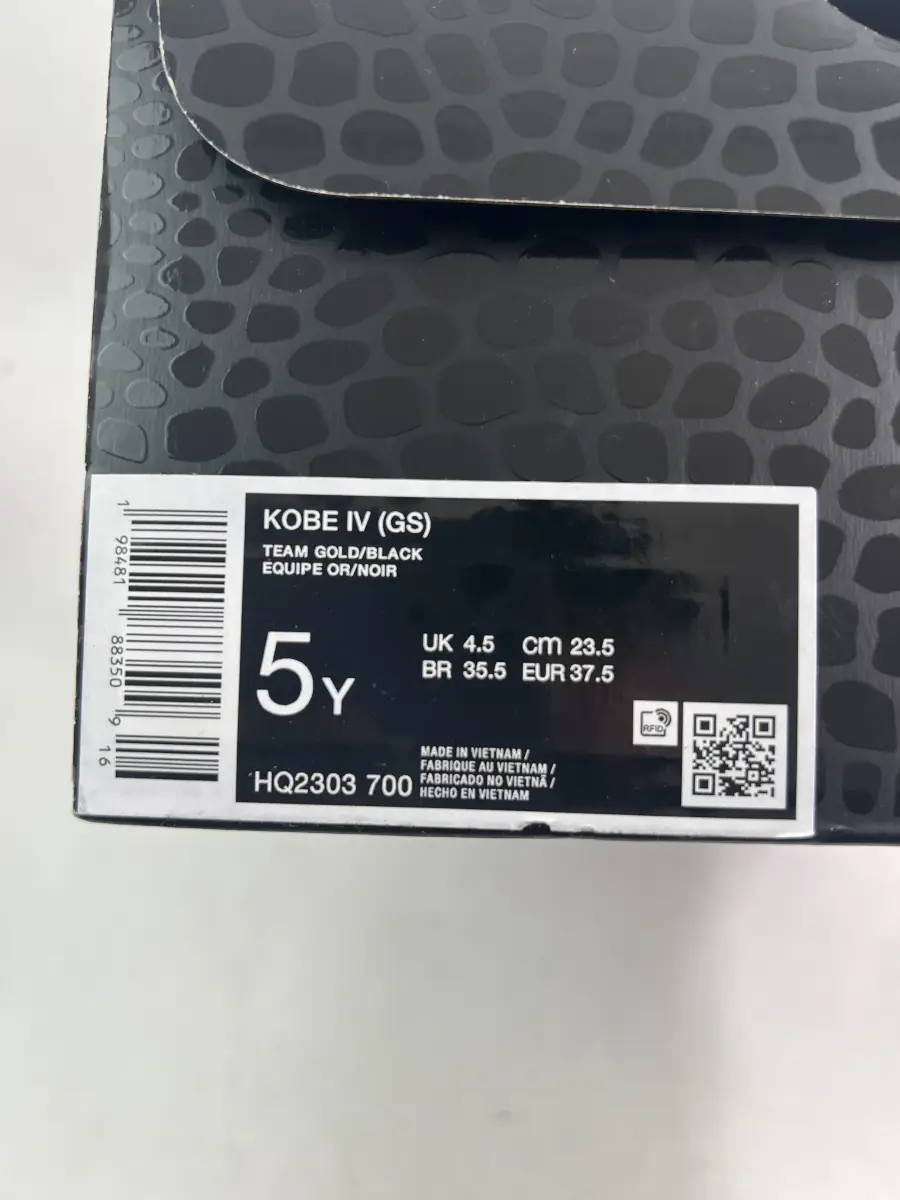 KOBE IV (GS)
TEAM GOLD/BLACK
EQUIPE OR/NOIR
5Y
UK 4.5 CM 23.5
BR 35.5 EUR 37.5
RFID
HQ2303 700
MADE IN VIETNAM /
FABRIQUE AU VIETNAM /
FABRICADO NO VIETNÃ /
HECHO EN VIETNAM
1 98481 88350 9 16